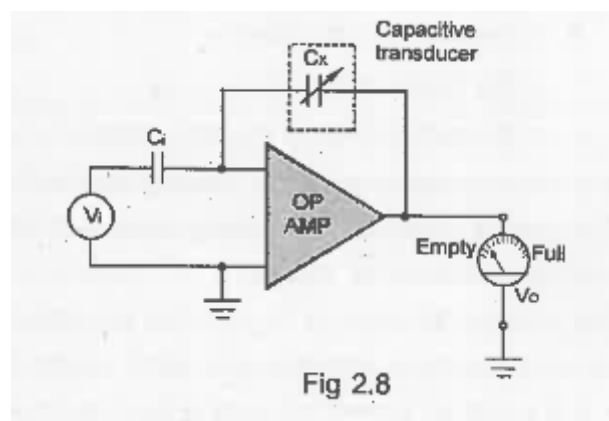 Capacitive
transducer
Cx
Ci
OP
AMP
Vi
Empty
Full
Vo
Fig 2.8